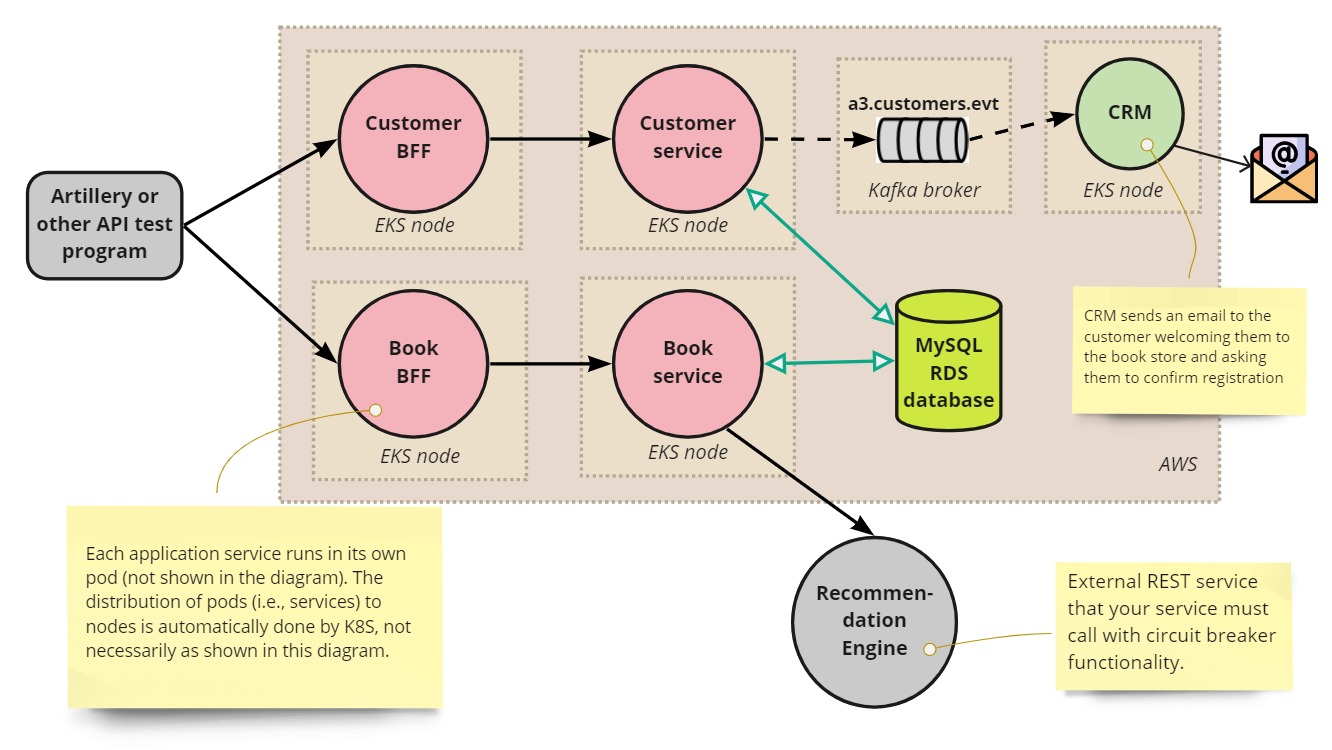 Artillery or
other API test
program
Customer
BFF
EKS node
Customer
service
EKS node
a3.customers.evt
Kafka broker
CRM
EKS node
@
Book
BFF
EKS node
Book
service
EKS node
MySQL
RDS
database
AWS
CRM sends an email to the
customer welcoming them to
the book store and asking
them to confirm registration
Each application service runs in its own
pod (not shown in the diagram). The
distribution of pods (i.e., services) to
nodes is automatically done by K8S, not
necessarily as shown in this diagram.
Recommen-
dation
Engine
External REST service
that your service must
call with circuit breaker
functionality.